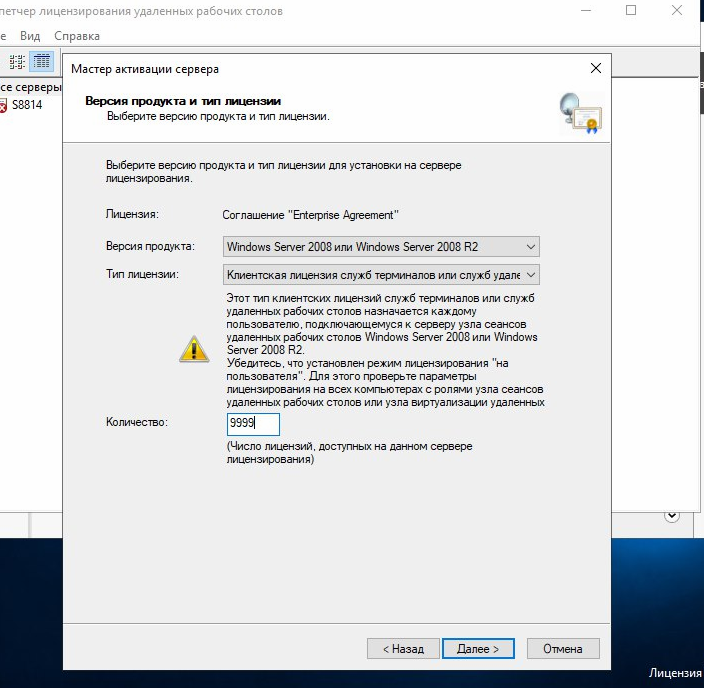 петчер лицензирования удаленных рабочих столов
е Вид Справка
се серверы
S8814
Мастер активации сервера
Версия продукта и тип лицензии
Выберите версию продукта и тип лицензии.
Выберите версию продукта и тип лицензии для установки на сервере
лицензирования.
Лицензия: Соглашение "Enterprise Agreement"
Версия продукта: Windows Server 2008 или Windows Server 2008 R2
Тип лицензии: Клиентская лицензия служб терминалов или служб удале
Этот тип клиентских лицензий служб терминалов или служб
удаленных рабочих столов назначается каждому
пользователю, подключающемуся к серверу узла сеансов
удаленных рабочих столов Windows Server 2008 или Windows
Server 2008 R2.
Убедитесь, что установлен режим лицензирования "на
пользователя". Для этого проверьте параметры
лицензирования на всех компьютерах с ролями узла сеансов
удаленных рабочих столов или узла виртуализации удаленных
Количество: 9999
(Число лицензий, доступных на данном сервере
лицензирования)
< Назад Далее > Отмена
Лицензия